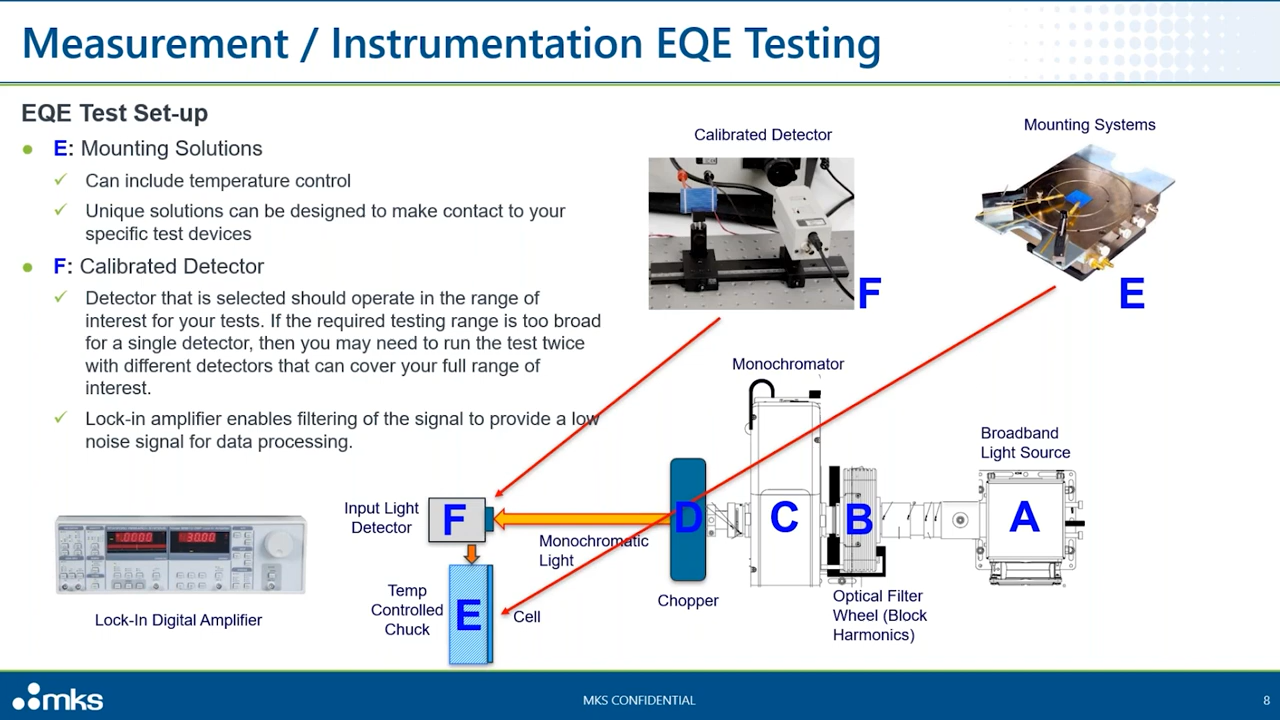 Measurement / Instrumentation EQE Testing
EQE Test Set-up
E: Mounting Solutions
Can include temperature control
Unique solutions can be designed to make contact to your
specific test devices
F: Calibrated Detector
Detector that is selected should operate in the range of
interest for your tests. If the required testing range is too broad
for a single detector, then you may need to run the test twice
with different detectors that can cover your full range of
interest.
Lock-in amplifier enables filtering of the signal to provide a low
noise signal for data processing.
Calibrated Detector
F
Mounting Systems
E
Monochromator
Broadband
Light Source
Input Light
Detector
F
D
C
B
A
Monochromatic
Light
Temp
Controlled
Chuck
E
Cell
Chopper
Optical Filter
Wheel (Block
Harmonics)
1.0000
30.00
Lock-In Digital Amplifier
mks
MKS CONFIDENTIAL
8